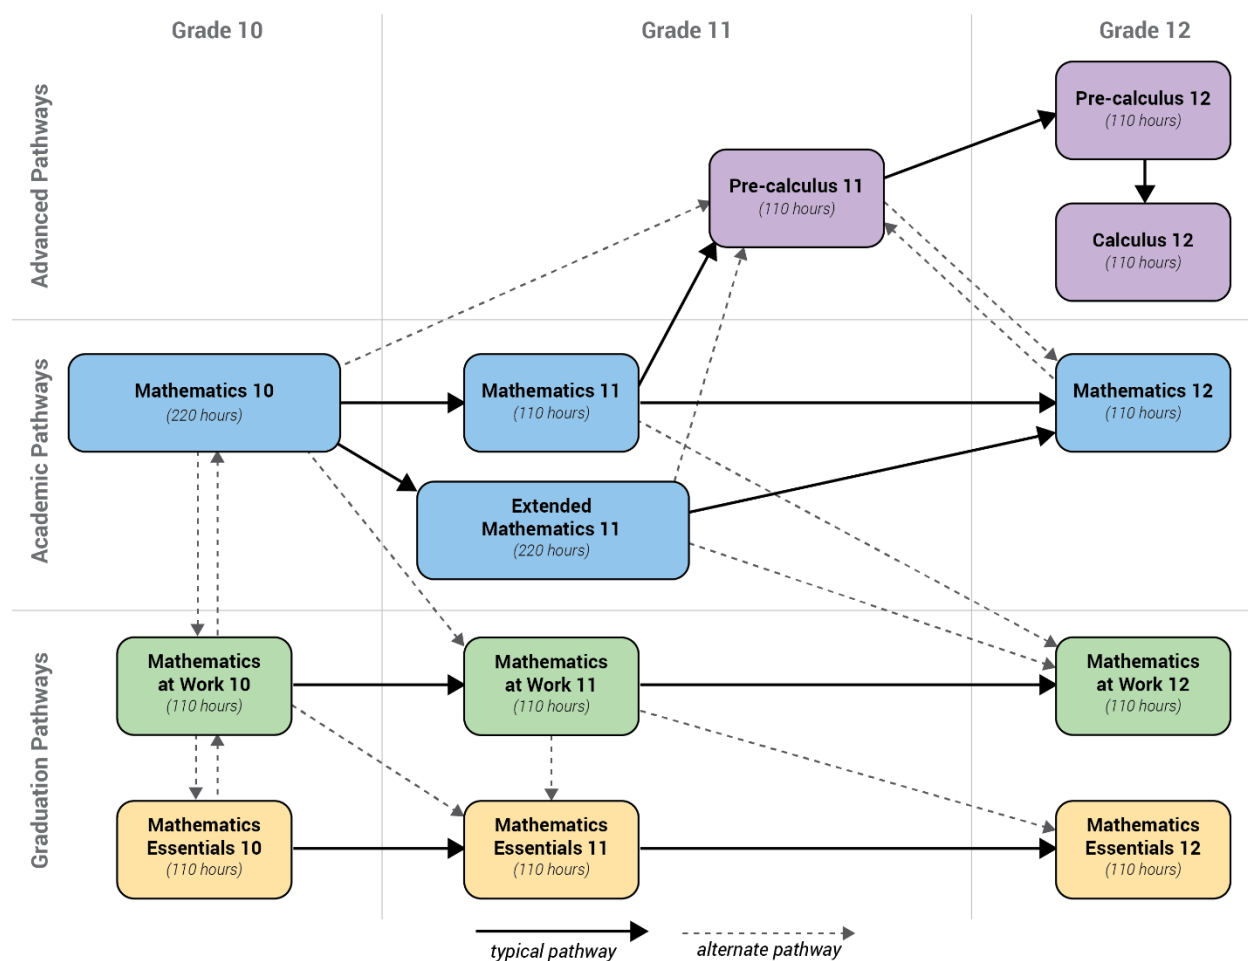 Grade 10
Grade 11
Grade 12
Advanced Pathways
Pre-calculus 12
(110 hours)
Pre-calculus 11
(110 hours)
Calculus 12
(110 hours)
Academic Pathways
Mathematics 10
(220 hours)
Mathematics 11
(110 hours)
Mathematics 12
(110 hours)
Extended
Mathematics 11
(220 hours)
Graduation Pathways
Mathematics
at Work 10
(110 hours)
Mathematics
at Work 11
(110 hours)
Mathematics
at Work 12
(110 hours)
Mathematics
Essentials 10
(110 hours)
Mathematics
Essentials 11
(110 hours)
Mathematics
Essentials 12
(110 hours)
typical pathway
alternate pathway